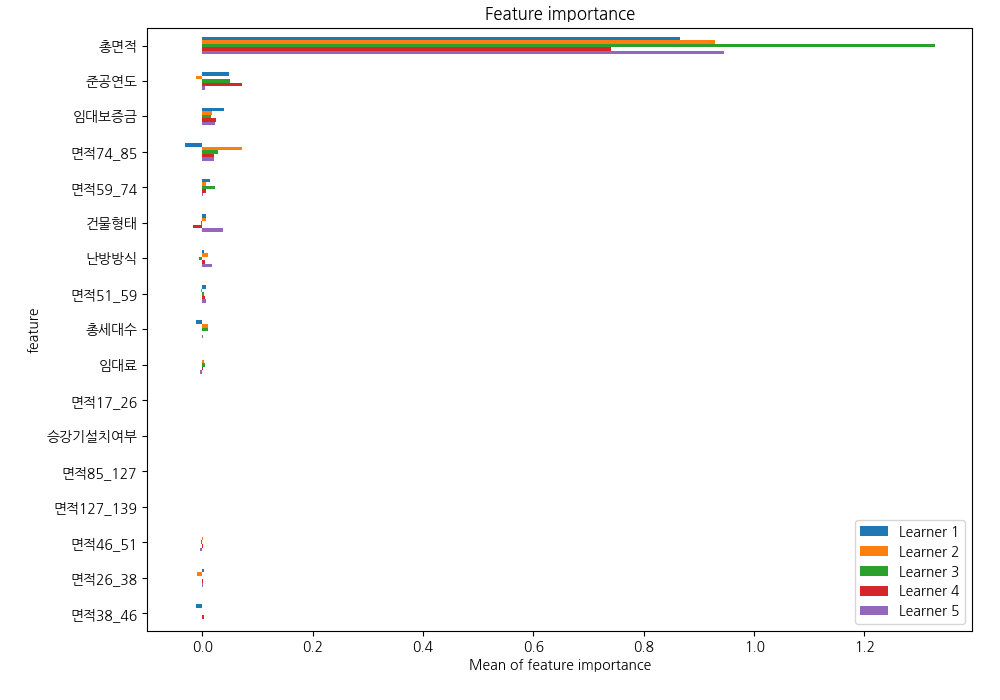 Feature importance
총면적
준공연도
임대보증금
면적74_85
면적59_74
건물형태
난방방식
면적51_59
총세대수
임대료
면적17_26
승강기설치여부
면적85_127
면적127_139
면적46_51
면적26_38
면적38_46
feature
Learner 1
Learner 2
Learner 3
Learner 4
Learner 5
0.0 0.2 0.4 0.6 0.8 1.0 1.2
Mean of feature importance